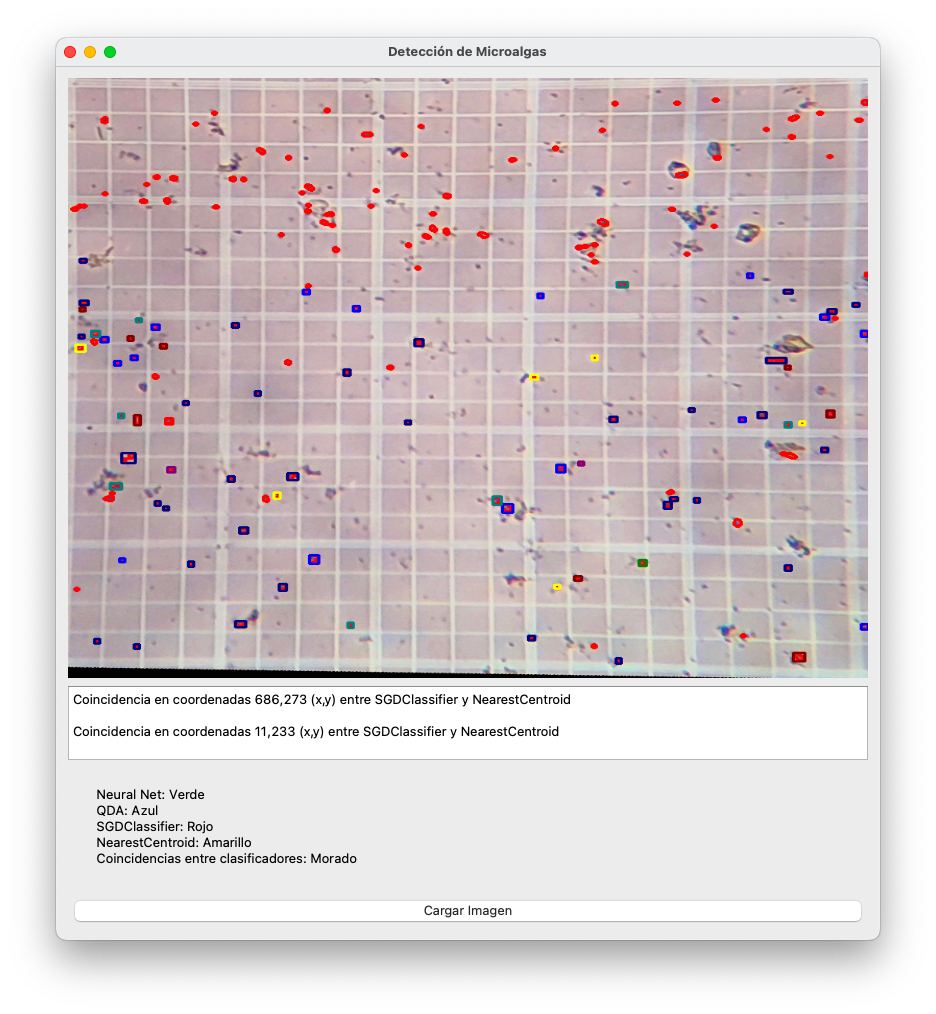 Detección de Microalgas
Coincidencia en coordenadas 686,273 (x,y) entre SGDClassifier y NearestCentroid
Coincidencia en coordenadas 11,233 (x,y) entre SGDClassifier y NearestCentroid
Neural Net: Verde
QDA: Azul
SGDClassifier: Rojo
NearestCentroid: Amarillo
Coincidencias entre clasificadores: Morado
Cargar Imagen